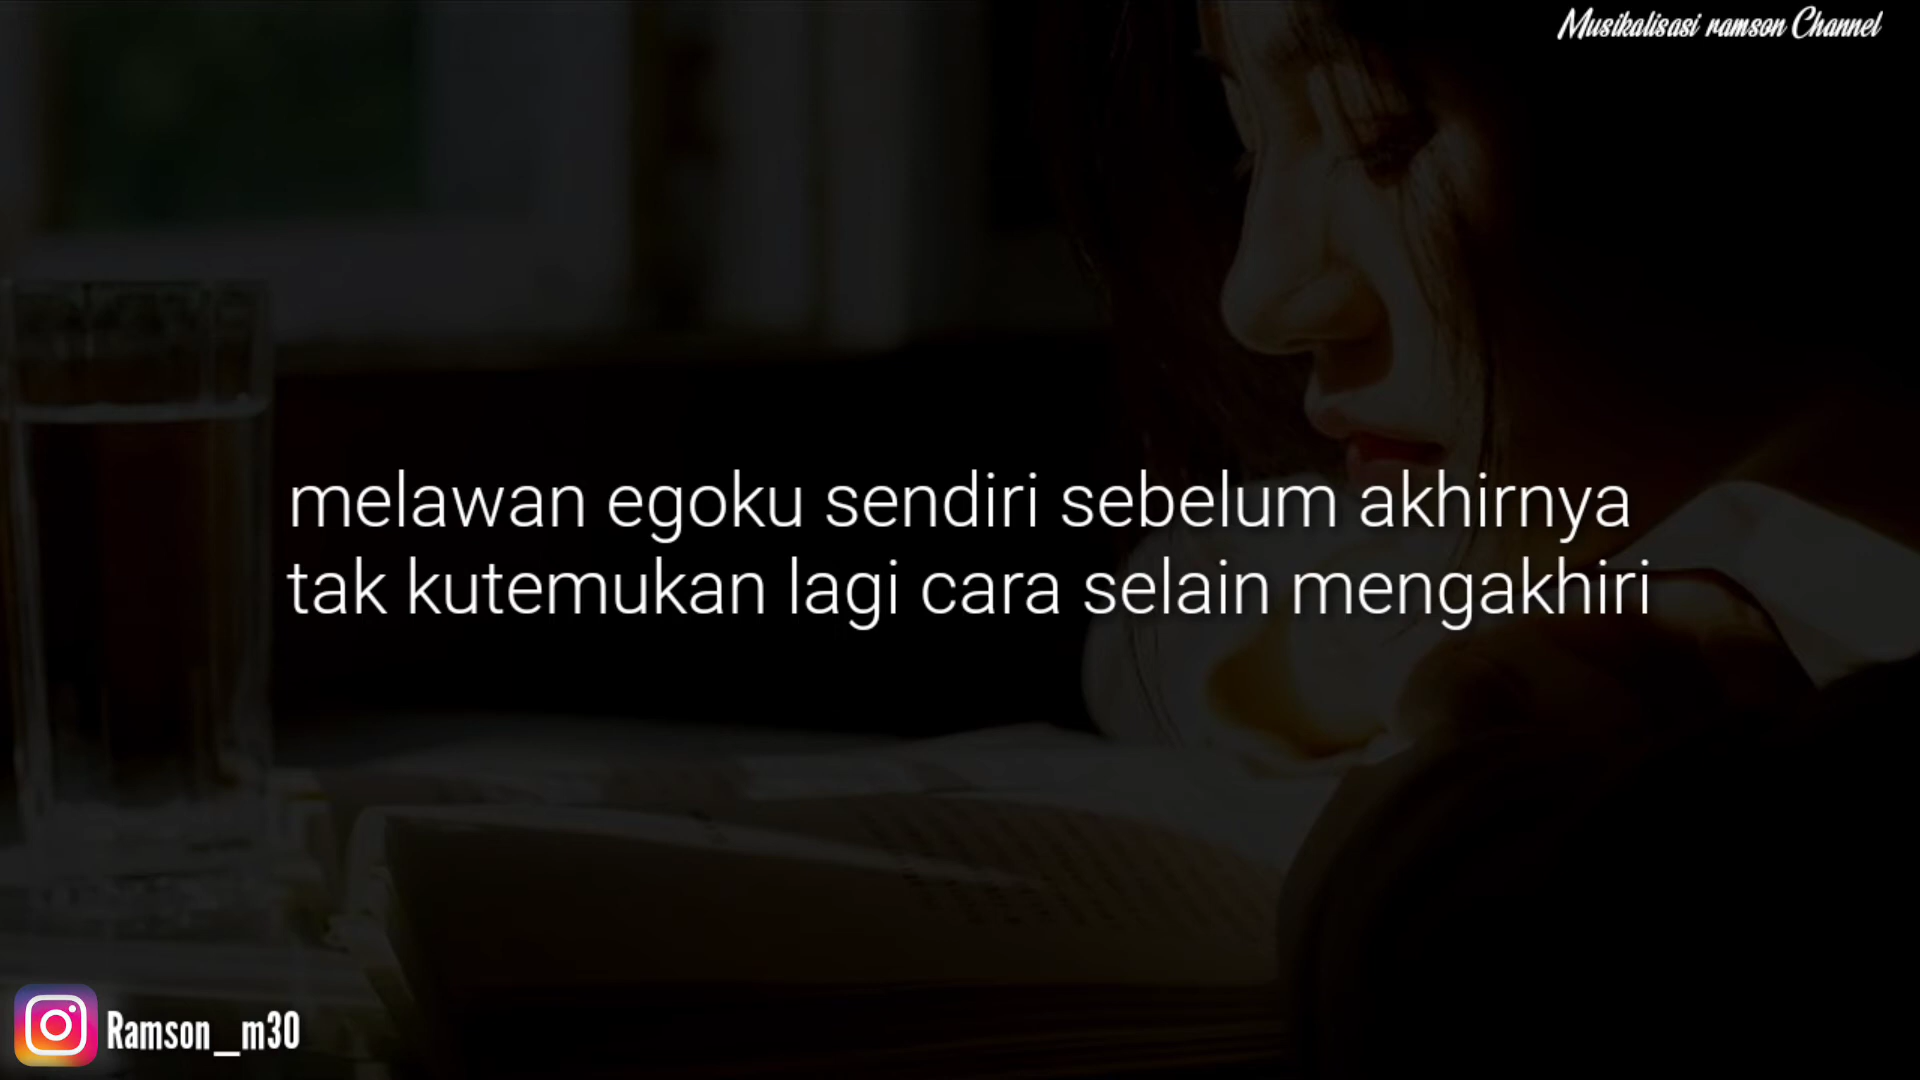 Musikalisasi ramson Channel
melawan egoku sendiri sebelum akhirnya
tak kutemukan lagi cara selain mengakhiri
Ramson_m30